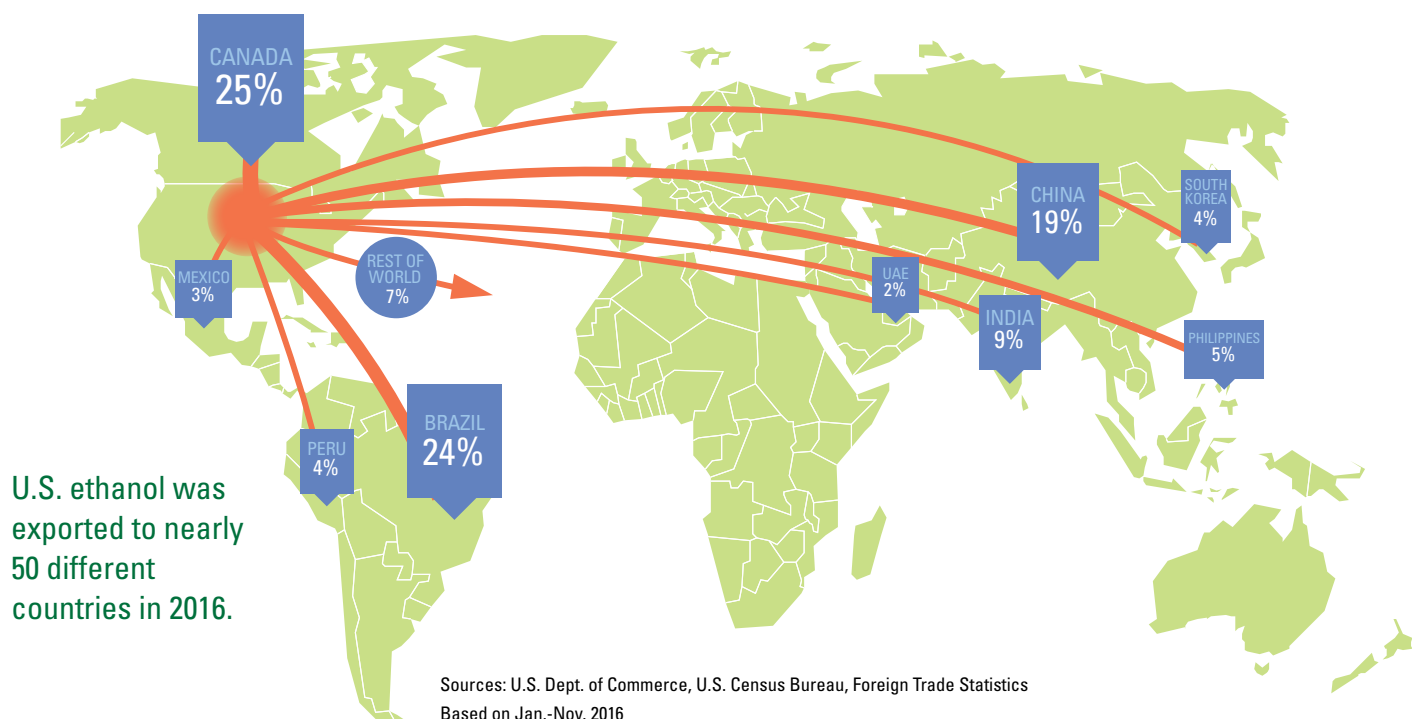 CANADA
25%
CHINA
19%
SOUTH
KOREA
4%
REST OF
WORLD
7%
MEXICO
3%
UAE
2%
INDIA
9%
PHILIPPINES
5%
BRAZIL
24%
PERU
4%
U.S. ethanol was
exported to nearly
50 different
countries in 2016.
Sources: U.S. Dept. of Commerce, U.S. Census Bureau, Foreign Trade Statistics
Based on Jan.-Nov. 2016